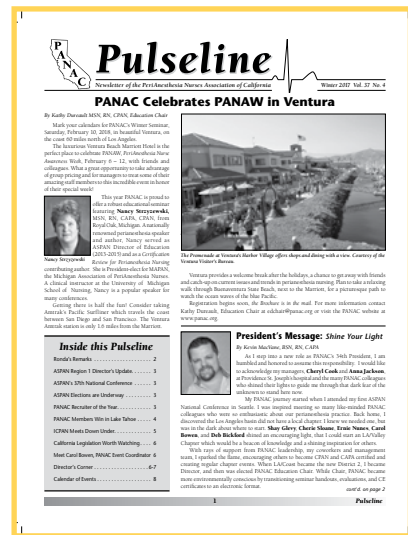 PANAC
Pulseline
Newsletter of the PeriAnesthesia Nurses Association of California
Winter 2017 Vol. 37 No. 4
PANAC Celebrates PANAW in Ventura
By Kathy Duroault MSN, RN, CPAN, Education Chair
Mark your calendars for PANAC's Winter Seminar,
Saturday, February 10, 2018, in beautiful Ventura, on
the coast 60 miles north of Los Angeles.
The luxurious Ventura Beach Marriott Hotel is the
perfect place to celebrate PANAW, PeriAnesthesia Nurse
Awareness Week, February 6 – 12, with friends and
colleagues. What a great opportunity to take advantage
of group pricing and for managers to treat some of their
amazing staff members to this incredible event in honor
of their special week!
This year PANAC is proud to
offer a robust educational seminar
featuring Nancy Strzyzewski,
MSN, RN, CAPA, CPAN, from
Royal Oak, Michigan. A nationally
renowned perianesthesia speaker
and author, Nancy served as
ASPAN Director of Education
(2013-2015) and as a Certification
Review for Perianesthesia Nursing
Nancy Strzyzewski
contributing author. She is President-elect for MAPAN,
the Michigan Association of Perianesthesia Nurses.
A clinical instructor at the University of Michigan
School of Nursing, Nancy is a popular speaker for
many conferences.
Getting there is half the fun! Consider taking
Amtrak's Pacific Surfliner which travels the coast
between San Diego and San Francisco. The Ventura
Amtrak station is only 1.6 miles from the Marriott.
The Promenade at Ventura's Harbor Village offers shops and dining with a view. Courtesy of the
Ventura Visitor's Bureau.
Ventura provides a welcome break after the holidays, a chance to get away with friends
and catch-up on current issues and trends in perianesthesia nursing. Plan to take a relaxing
walk through Buenaventura State Beach, next to the Marriott, for a picturesque path to
watch the ocean waves of the blue Pacific.
Registration begins soon, the Brochure is in the mail. For more information contact
Kathy Duroault, Education Chair at edchair@panac.org or visit the PANAC website at
www.panac.org.
Inside this Pulseline
Ronda's Remarks 2
ASPAN Region 1 Director's Update 3
ASPAN's 37th National Conference 3
ASPAN Elections are Underway 3
PANAC Recruiter of the Year 3
PANAC Members Win in Lake Tahoe 4
ICPAN Meets Down Under 5
California Legislation Worth Watching 6
Meet Carol Bowen, PANAC Event Coordinator 6
Director's Corner 6-7
Calendar of Events 8
President's Message: Shine Your Light
By Kevin MacVane, BSN, RN, CAPA
As I step into a new role as PANAC's 34th President, I am
humbled and honored to assume this responsibility. I would like
to acknowledge my managers, Cheryl Cook and Anna Jackson,
at Providence St. Joseph's hospital and the many PANAC colleagues
who shined their lights to guide me through that dark fear of the
unknown to stand here now.
My PANAC journey started when I attended my first ASPAN
National Conference in Seattle. I was inspired meeting so many like-minded PANAC
colleagues who were so enthusiastic about our perianesthesia practice. Back home, I
discovered the Los Angeles basin did not have a local chapter. I knew we needed one, but
was in the dark about where to start. Shay Glevy, Cherie Sloane, Ernie Nunes, Carol
Bowen, and Deb Bickford shined an encouraging light, that I could start an LA/Valley
Chapter which would be a beacon of knowledge and a shining inspiration for others.
With rays of support from PANAC leadership, my coworkers and management
team, I sparked the flame, encouraging others to become CPAN and CAPA certified and
creating regular chapter events. When LA/Coast became the new District 2, I became
Director, and then was elected PANAC Education Chair. While Chair, PANAC became
more environmentally conscious by transitioning seminar handouts, evaluations, and CE
certificates to an electronic format.
cont'd. on page 2
1
Pulseline